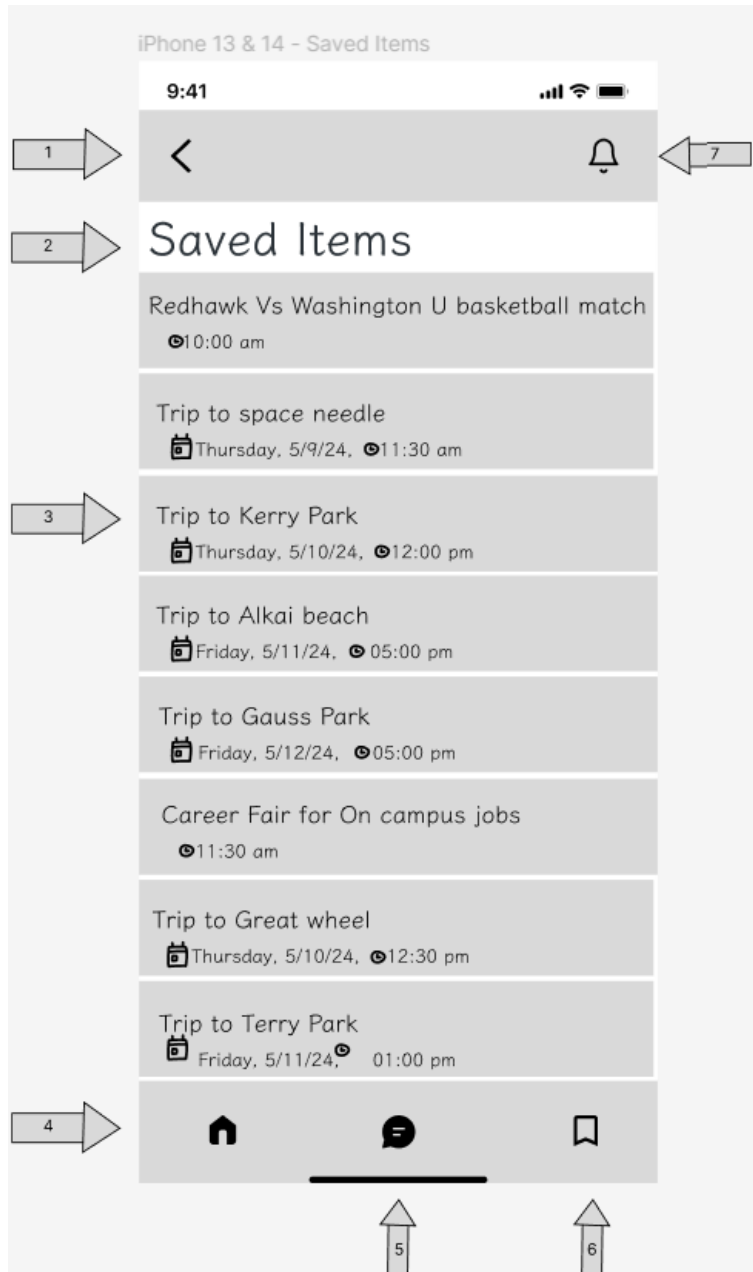 iPhone 13 & 14 - Saved Items
9:41
1
7
2
Saved Items
Redhawk Vs Washington U basketball match
10:00 am
Trip to space needle
Thursday, 5/9/24, 11:30 am
3
Trip to Kerry Park
Thursday, 5/10/24, 12:00 pm
Trip to Alkai beach
Friday, 5/11/24, 05:00 pm
Trip to Gauss Park
Friday, 5/12/24, 05:00 pm
Career Fair for On campus jobs
11:30 am
Trip to Great wheel
Thursday, 5/10/24, 12:30 pm
Trip to Terry Park
Friday, 5/11/24, 01:00 pm
4
5
6